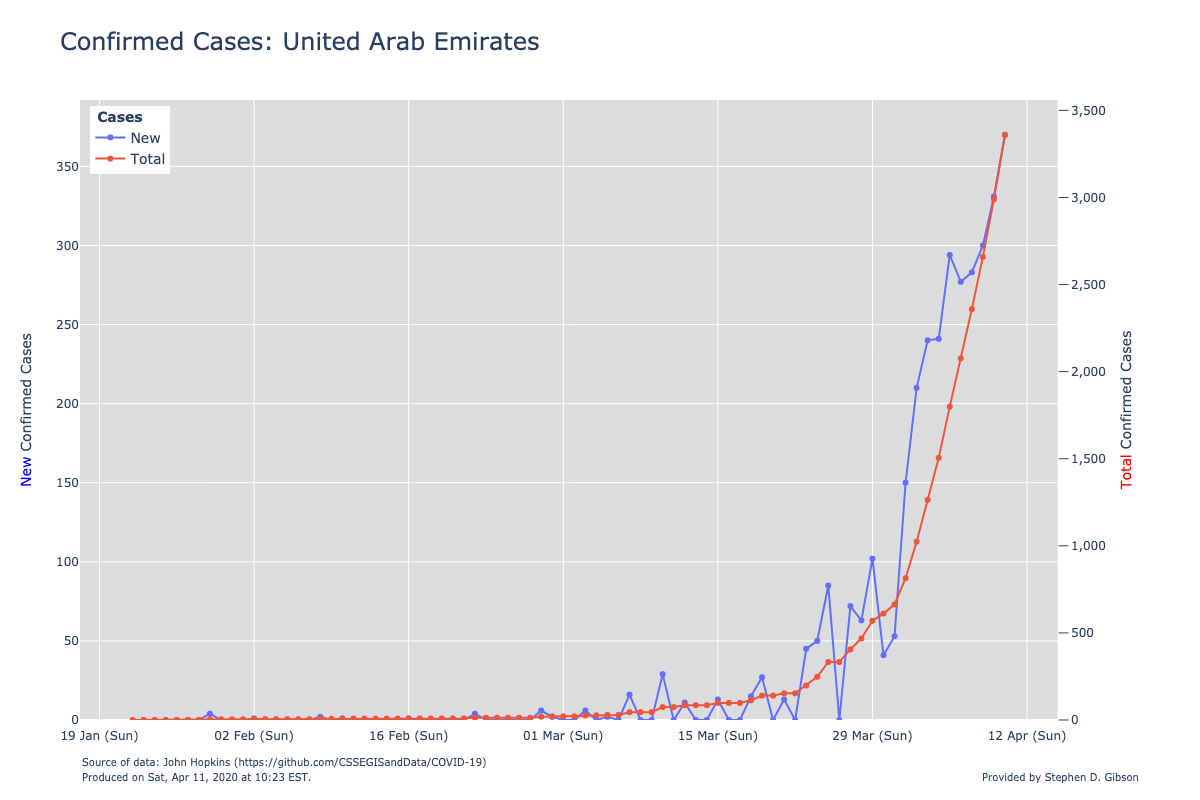 Confirmed Cases: United Arab Emirates
Cases
New
Total
350
300
250
200
150
100
50
0
New Confirmed Cases
3,500
3,000
2,500
2,000
1,500
1,000
500
0
Total Confirmed Cases
19 Jan (Sun) 02 Feb (Sun) 16 Feb (Sun) 01 Mar (Sun) 15 Mar (Sun) 29 Mar (Sun) 12 Apr (Sun)
Source of data: John Hopkins (https://github.com/CSSEGISandData/COVID-19)
Produced on Sat, Apr 11, 2020 at 10:23 EST.
Provided by Stephen D. Gibson